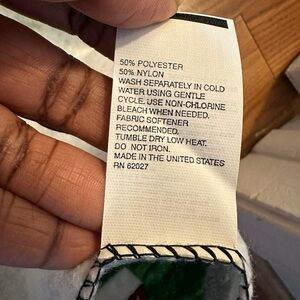 50% POLYESTER
50% NYLON
WASH SEPARATELY IN COLD
WATER USING GENTLE
CYCLE. USE NON-CHLORINE
BLEACH WHEN NEEDED.
FABRIC SOFTENER
RECOMMENDED.
TUMBLE DRY LOW HEAT.
DO NOT IRON.
MADE IN THE UNITED STATES
RN 62027